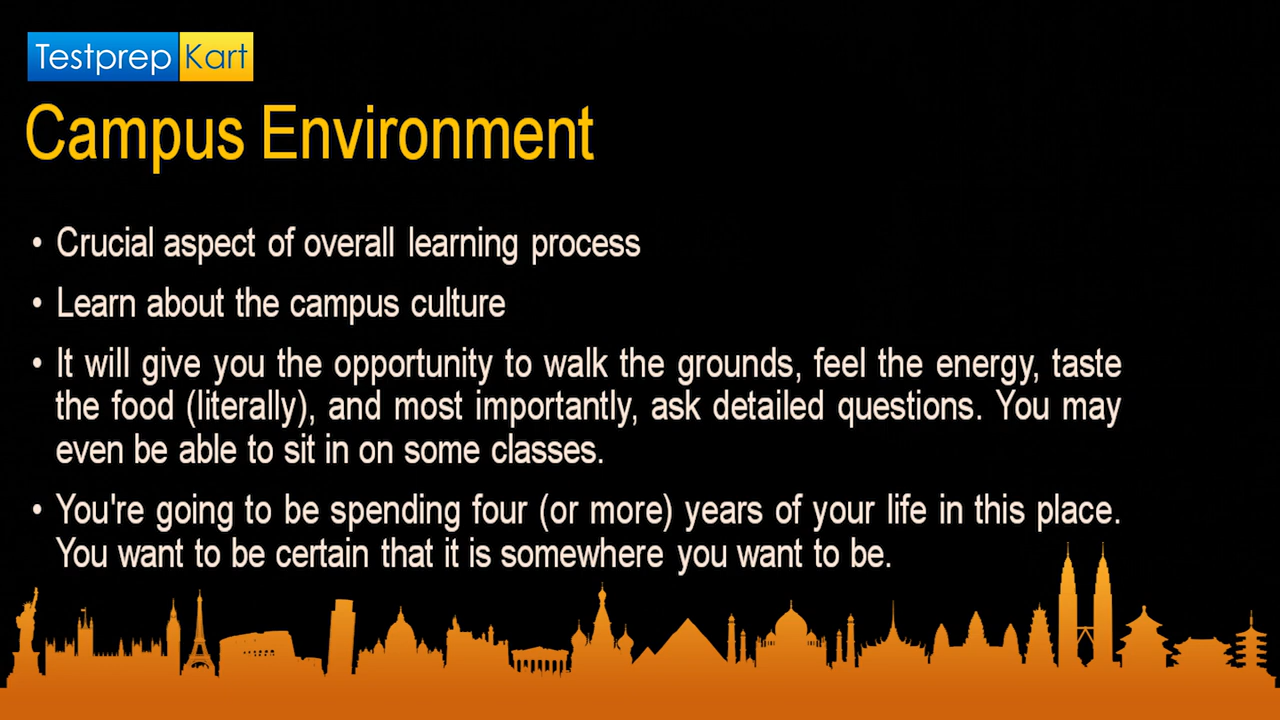 Testprep Kart
Campus Environment
• Crucial aspect of overall learning process
• Learn about the campus culture
• It will give you the opportunity to walk the grounds, feel the energy, taste
the food (literally), and most importantly, ask detailed questions. You may
even be able to sit in on some classes.
• You're going to be spending four (or more) years of your life in this place.
You want to be certain that it is somewhere you want to be.